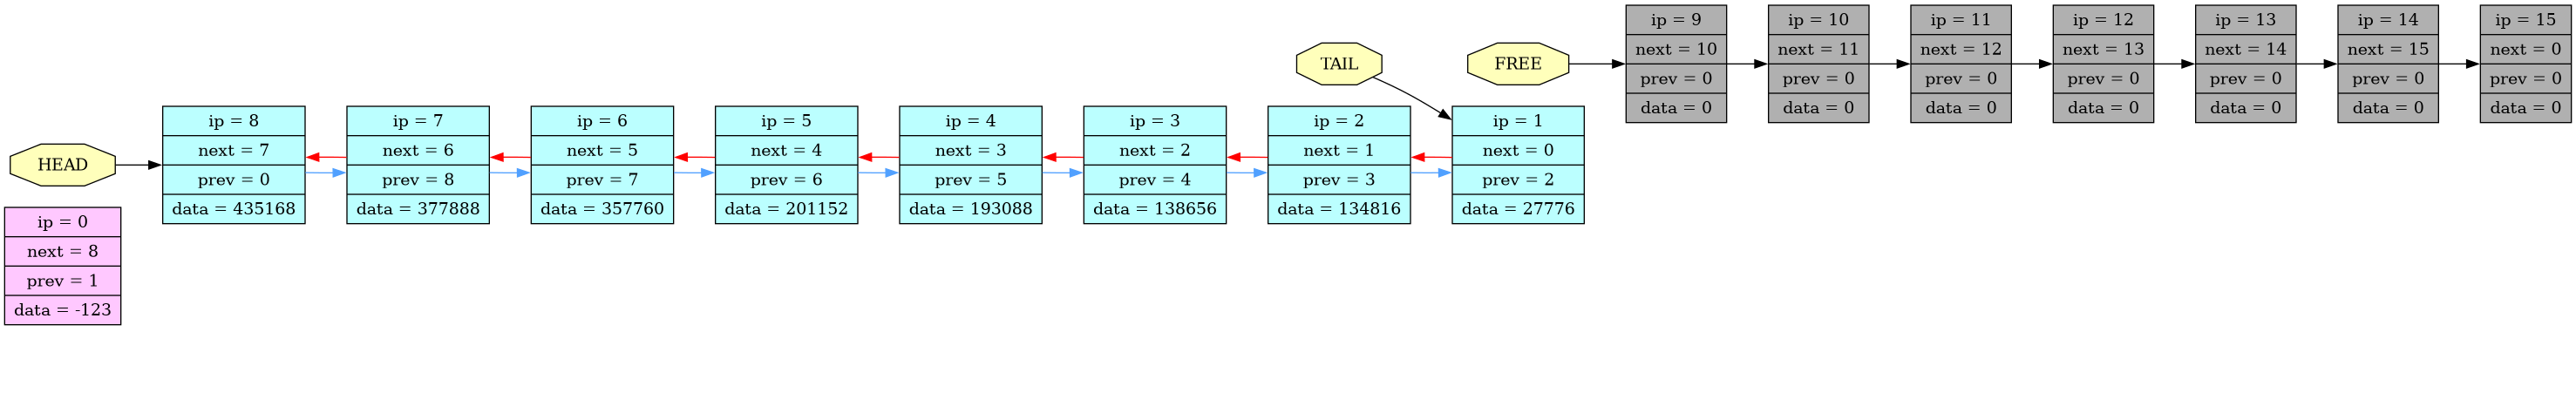 HEAD
ip = 0
next = 8
prev = 1
data = -123
ip = 8
next = 7
prev = 0
data = 435168
ip = 7
next = 6
prev = 8
data = 377888
ip = 6
next = 5
prev = 7
data = 357760
ip = 5
next = 4
prev = 6
data = 201152
ip = 4
next = 3
prev = 5
data = 193088
ip = 3
next = 2
prev = 4
data = 138656
TAIL
ip = 2
next = 1
prev = 3
data = 134816
FREE
ip = 1
next = 0
prev = 2
data = 27776
ip = 9
next = 10
prev = 0
data = 0
ip = 10
next = 11
prev = 0
data = 0
ip = 11
next = 12
prev = 0
data = 0
ip = 12
next = 13
prev = 0
data = 0
ip = 13
next = 14
prev = 0
data = 0
ip = 14
next = 15
prev = 0
data = 0
ip = 15
next = 0
prev = 0
data = 0